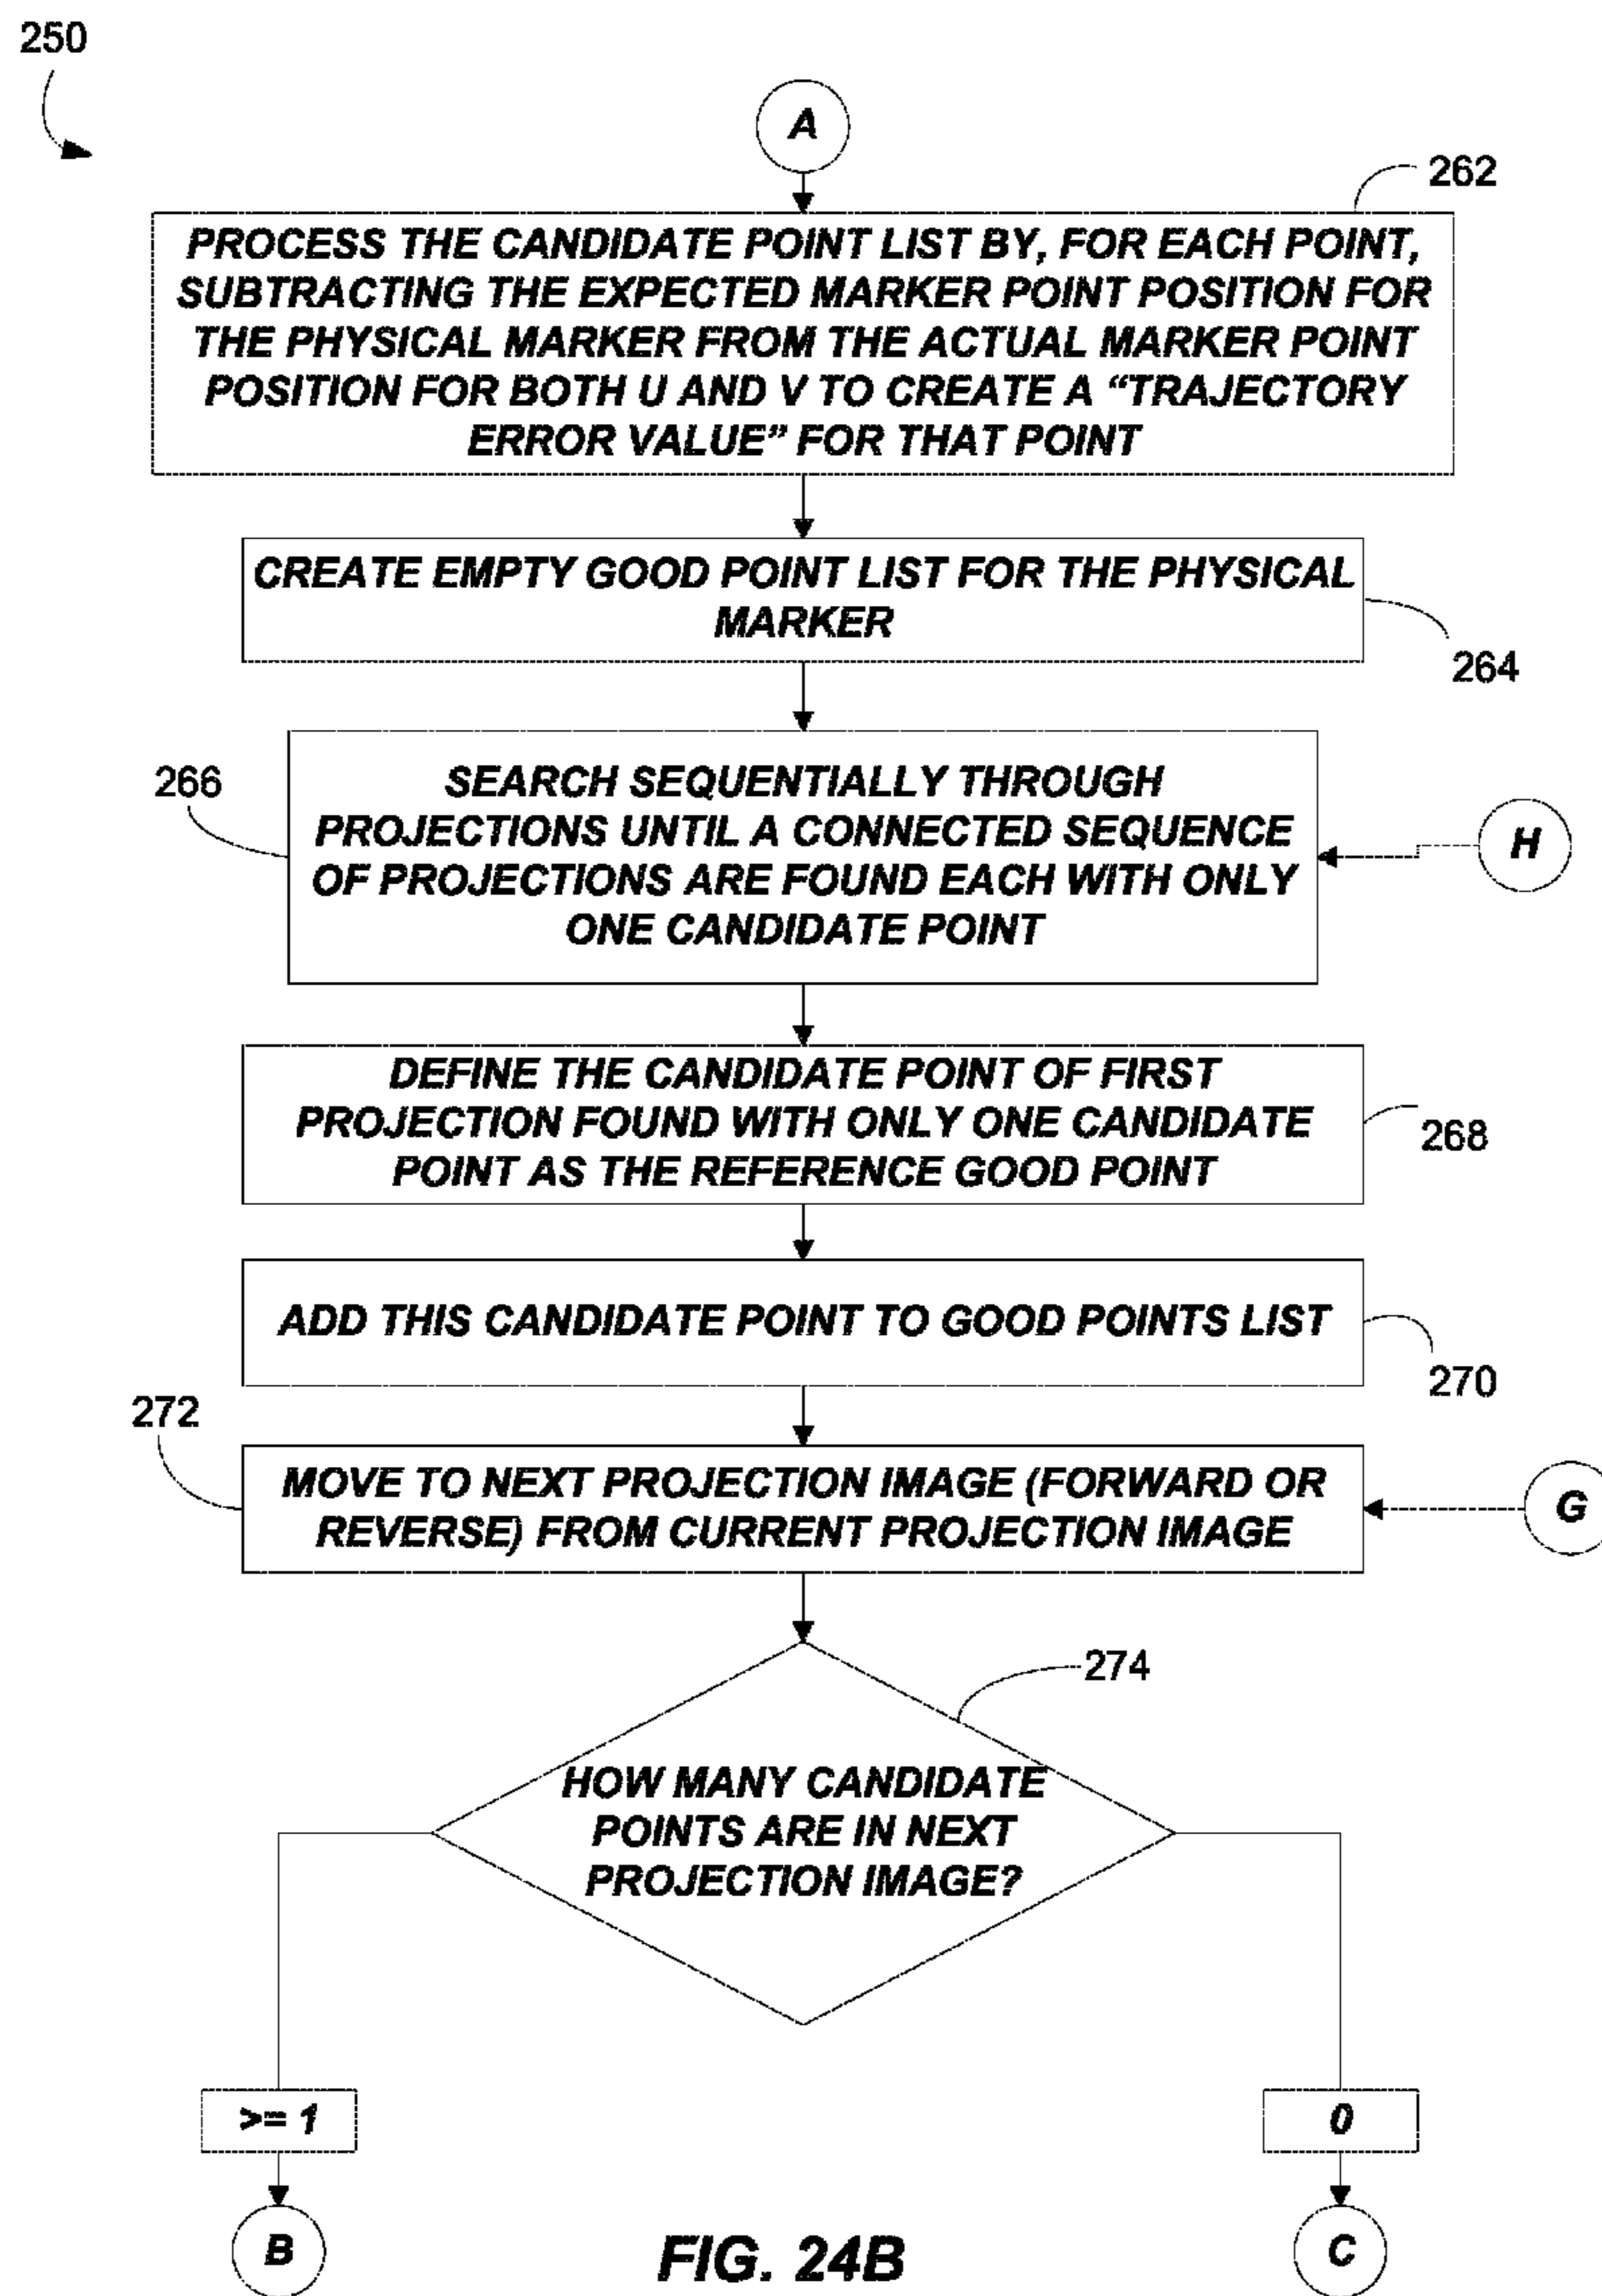 250
A
262
PROCESS THE CANDIDATE POINT LIST BY, FOR EACH POINT,
SUBTRACTING THE EXPECTED MARKER POINT POSITION FOR
THE PHYSICAL MARKER FROM THE ACTUAL MARKER POINT
POSITION FOR BOTH U AND V TO CREATE A “TRAJECTORY
ERROR VALUE” FOR THAT POINT
CREATE EMPTY GOOD POINT LIST FOR THE PHYSICAL
MARKER
264
266
SEARCH SEQUENTIALLY THROUGH
PROJECTIONS UNTIL A CONNECTED SEQUENCE
OF PROJECTIONS ARE FOUND EACH WITH ONLY
ONE CANDIDATE POINT
H
DEFINE THE CANDIDATE POINT OF FIRST
PROJECTION FOUND WITH ONLY ONE CANDIDATE
POINT AS THE REFERENCE GOOD POINT
268
ADD THIS CANDIDATE POINT TO GOOD POINTS LIST
270
272
MOVE TO NEXT PROJECTION IMAGE (FORWARD OR
REVERSE) FROM CURRENT PROJECTION IMAGE
G
274
HOW MANY CANDIDATE
POINTS ARE IN NEXT
PROJECTION IMAGE?
>= 1
0
B
C
FIG. 24B